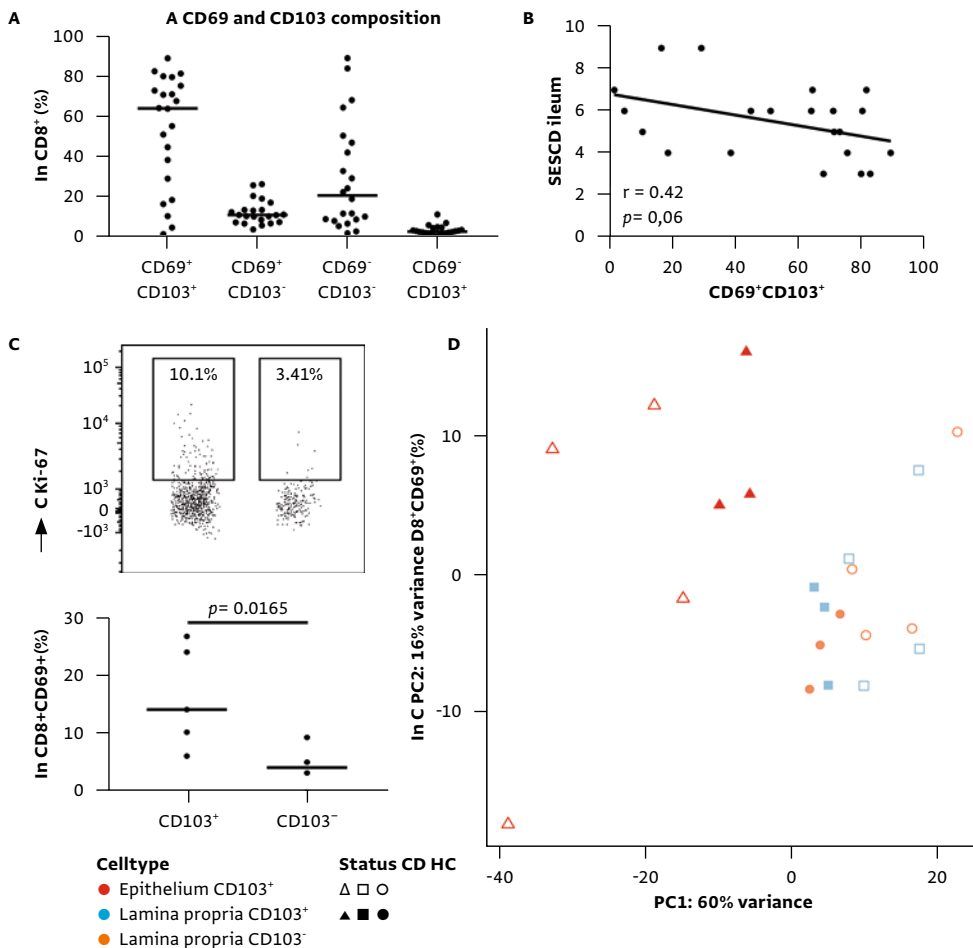 A
A CD69 and CD103 composition
In CD8⁺ (%)
100
80
60
40
20
0
CD69⁺
CD103⁺
CD69⁺
CD103⁻
CD69⁻
CD103⁻
CD69⁻
CD103⁺
B
SESCD ileum
10
8
6
4
2
0
r = 0.42
p= 0,06
0
20
40
60
80
100
CD69⁺CD103⁺
C
C Ki-67
10⁵
10⁴
10³
0
-10³
10.1%
3.41%
In CD8+CD69+(%)
30
20
10
0
p= 0.0165
CD103⁺
CD103⁻
D
In C PC2: 16% variance D8⁺CD69⁺(%)
10
0
-10
-40
-20
0
20
PC1: 60% variance
Celltype
Epithelium CD103⁺
Lamina propria CD103⁺
Lamina propria CD103⁻
Status CD HC